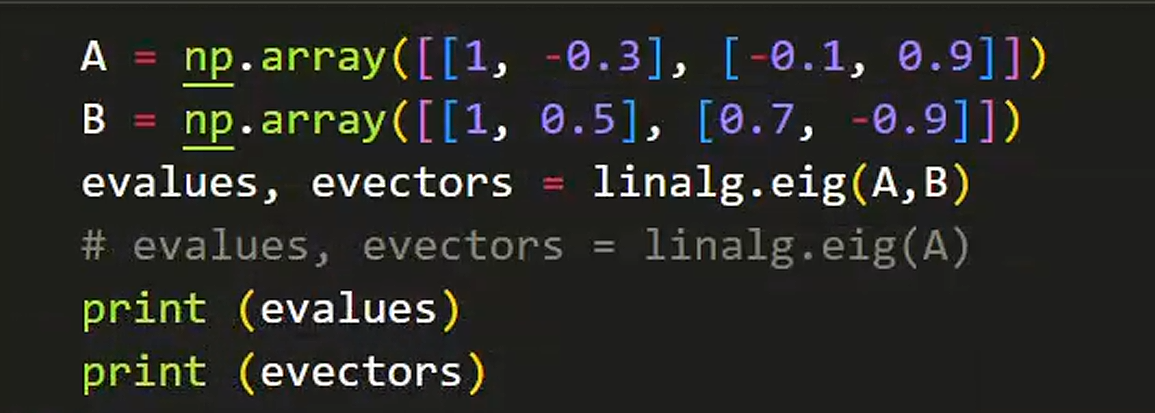 A = np.array([[1, -0.3], [-0.1, 0.9]])
B = np.array([[1, 0.5], [0.7, -0.9]])
evalues, evectors = linalg.eig(A,B)
# evalues, evectors = linalg.eig(A)
print (evalues)
print (evectors)